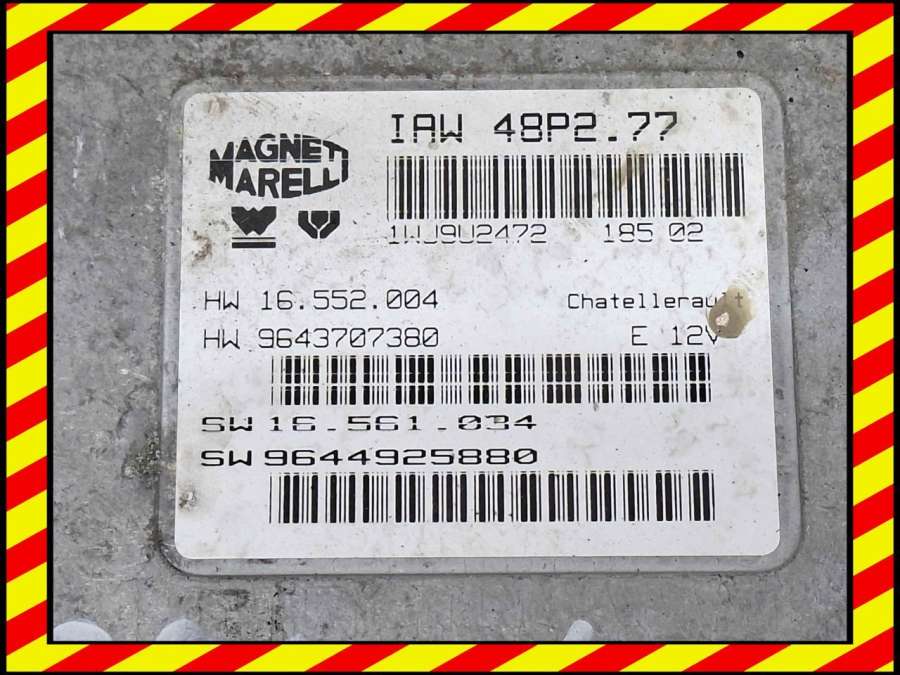 MAGNETI
MARELLI
IAW 48P2.77
1WJ9U2472 185 02
HW 16.552.004 Chatellerault
HW 9643707380 E 12V
SW 16.561.034
SW 9644925880